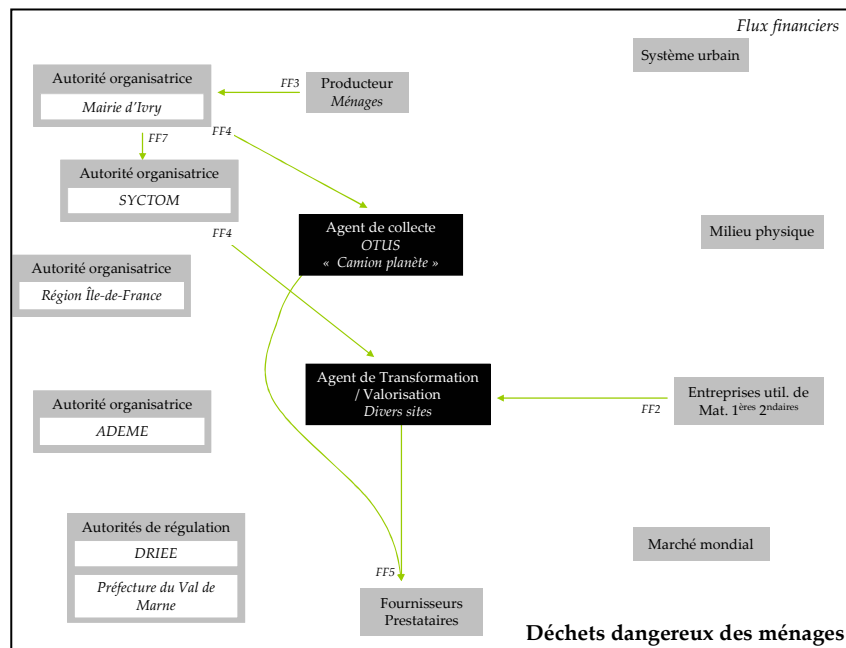 Flux financiers
Système urbain
Autorité organisatrice
Mairie d'Ivry
FF3
Producteur
Ménages
FF7
FF4
Autorité organisatrice
SYCTOM
FF4
Agent de collecte
OTUS
« Camion planète »
Milieu physique
Autorité organisatrice
Région Île-de-France
Agent de Transformation
/ Valorisation
Divers sites
FF2
Entreprises util. de
Mat. 1ères 2ndaires
Autorité organisatrice
ADEME
Autorités de régulation
DRIEE
Préfecture du Val de
Marne
Marché mondial
FF5
Fournisseurs
Prestataires
Déchets dangereux des ménages